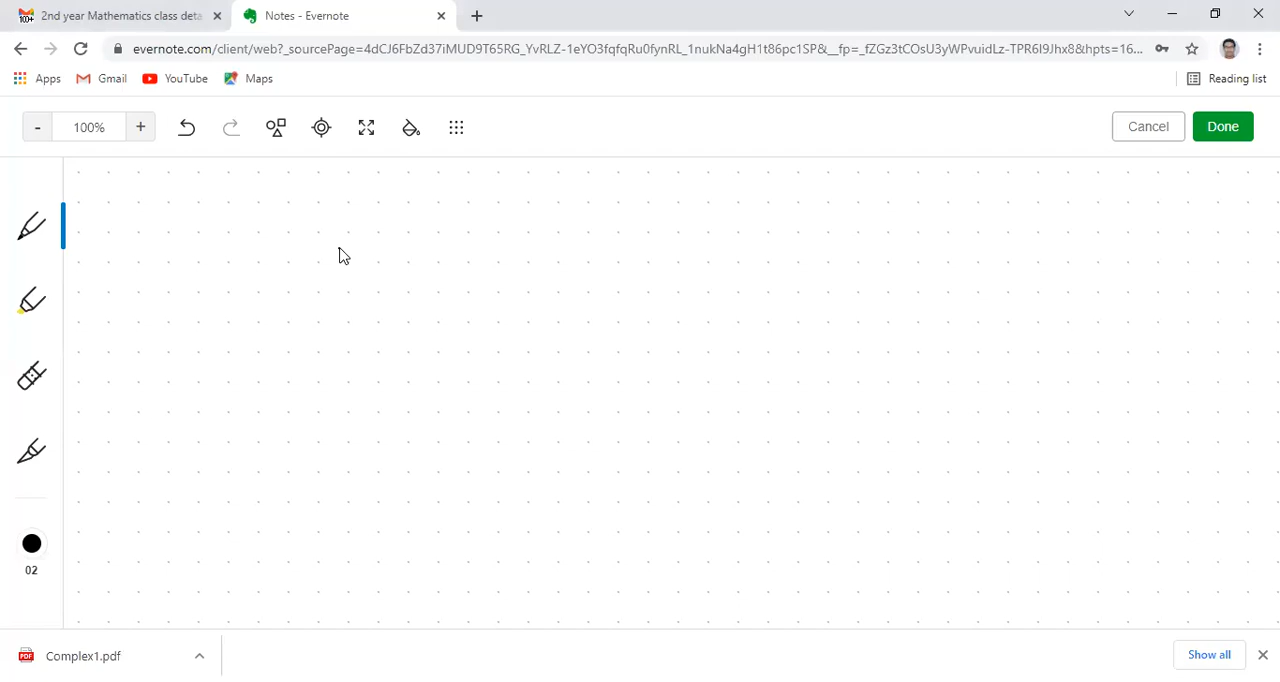 2nd year Mathematics class deta
Notes - Evernote
evernote.com/client/web?_sourcePage=4dCJ6FbZd37iMUD9T65RG_YvRLZ-1eYO3fqfqRu0fynRL_1nukNa4gH1t86pc1SP&__fp=_fZGz3tCOsU3yWPvuidLz-TPR6I9Jhx8&hpts=16...
Apps Gmail YouTube Maps Reading list
- 100% + Cancel Done
02
Complex1.pdf Show all